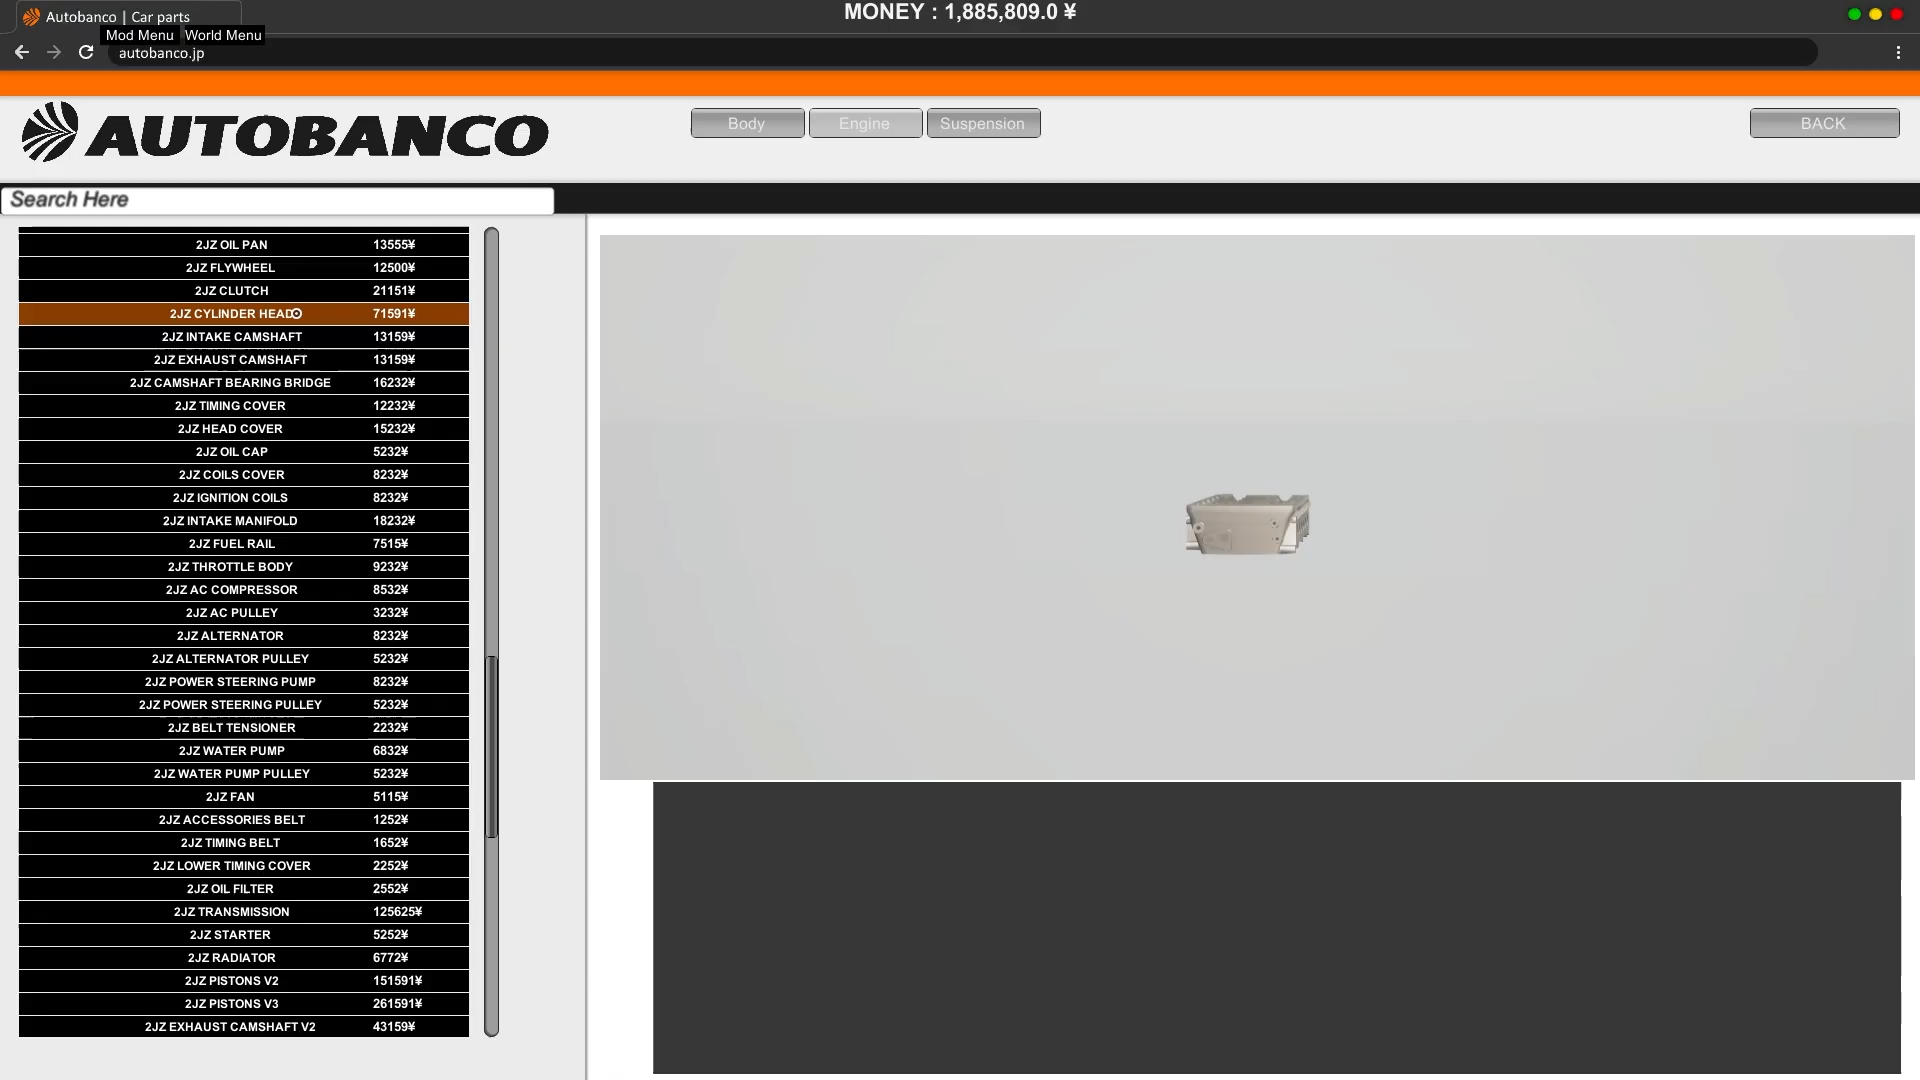 Autobanco | Car parts
MONEY : 1,885,809.0 ¥
Mod Menu World Menu
autobanco.jp
AUTOBANCO
Body Engine Suspension BACK
Search Here
2JZ OIL PAN 13555¥
2JZ FLYWHEEL 12500¥
2JZ CLUTCH 21151¥
2JZ CYLINDER HEAD 71591¥
2JZ INTAKE CAMSHAFT 13159¥
2JZ EXHAUST CAMSHAFT 13159¥
2JZ CAMSHAFT BEARING BRIDGE 16232¥
2JZ TIMING COVER 12232¥
2JZ HEAD COVER 15232¥
2JZ OIL CAP 5232¥
2JZ COILS COVER 8232¥
2JZ IGNITION COILS 8232¥
2JZ INTAKE MANIFOLD 18232¥
2JZ FUEL RAIL 7515¥
2JZ THROTTLE BODY 9232¥
2JZ AC COMPRESSOR 8532¥
2JZ AC PULLEY 3232¥
2JZ ALTERNATOR 8232¥
2JZ ALTERNATOR PULLEY 5232¥
2JZ POWER STEERING PUMP 8232¥
2JZ POWER STEERING PULLEY 5232¥
2JZ BELT TENSIONER 2232¥
2JZ WATER PUMP 6832¥
2JZ WATER PUMP PULLEY 5232¥
2JZ FAN 5115¥
2JZ ACCESSORIES BELT 1252¥
2JZ TIMING BELT 1652¥
2JZ LOWER TIMING COVER 2252¥
2JZ OIL FILTER 2552¥
2JZ TRANSMISSION 125625¥
2JZ STARTER 5252¥
2JZ RADIATOR 6772¥
2JZ PISTONS V2 151591¥
2JZ PISTONS V3 261591¥
2JZ EXHAUST CAMSHAFT V2 43159¥